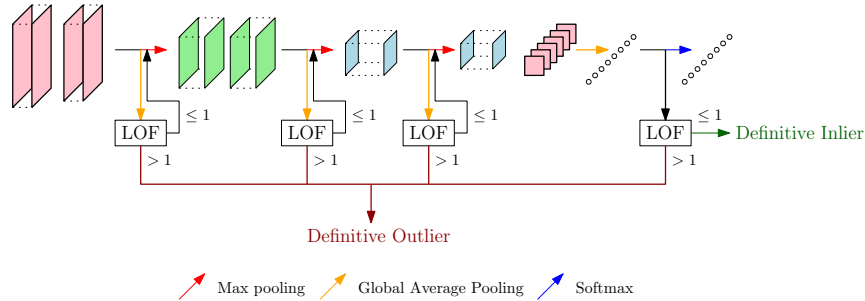 ≤ 1
≤ 1
≤ 1
≤ 1
LOF
LOF
LOF
LOF
Definitive Inlier
> 1
> 1
> 1
> 1
Definitive Outlier
Max pooling
Global Average Pooling
Softmax